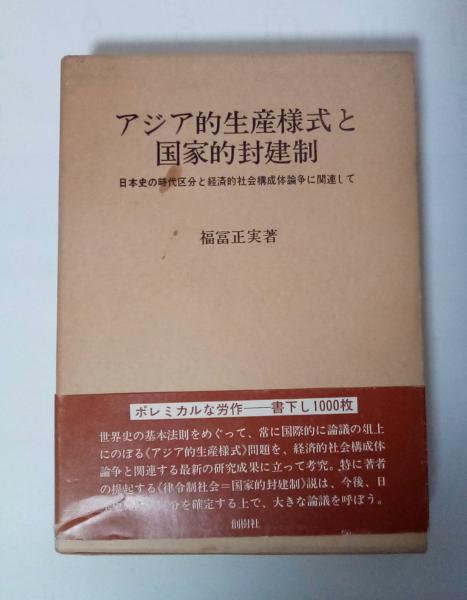 アジア的生産様式と
国家的封建制
日本史の時代区分と経済的社会構成体論争に関連して
福冨正実著
ポレミカルな労作──書下し1000枚
世界史の基本法則をめぐって、常に国際的に論議の俎上
にのぼる《アジア的生産様式》問題を、経済的社会構成体
論争と関連する最新の研究成果に立って考究。特に著者
の提起する《律令制社会＝国家的封建制》説は、今後、日
分を確定する上で、大きな論議を呼ぼう。
創樹社